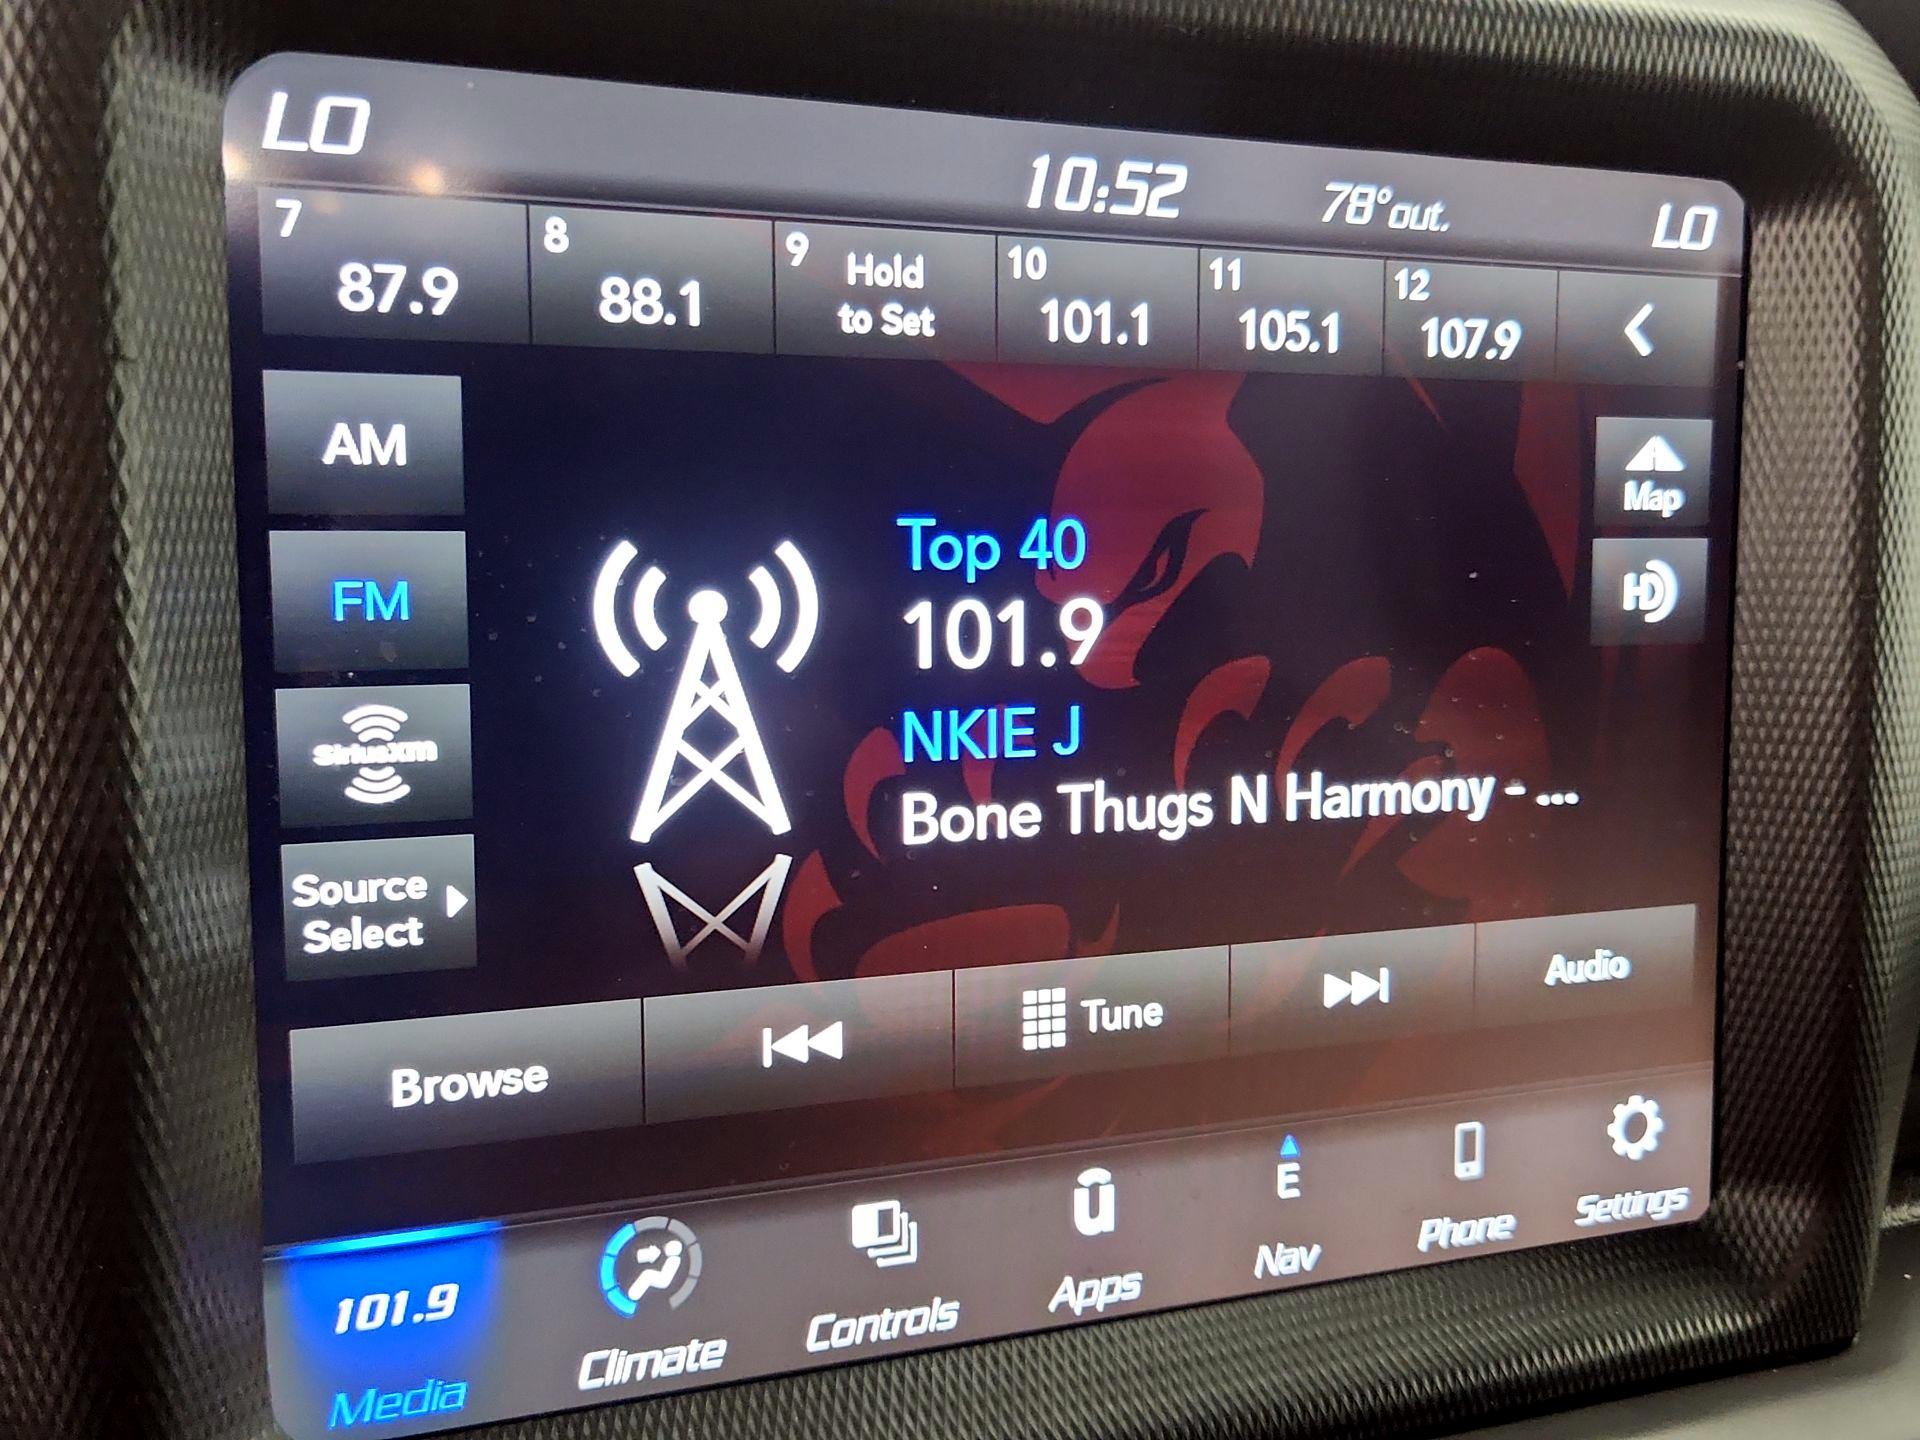 LO
10:52
78°out.
LO
7
87.9
8
88.1
9
Hold
to Set
10
101.1
11
105.1
12
107.9
AM
FM
SiriusXm
Source
Select
Top 40
101.9
NKIE J
Bone Thugs N Harmony - ...
Map
HD
Browse
Tune
Audio
101.9
Media
Climate
Controls
ū
Apps
E
Nav
Phone
Settings